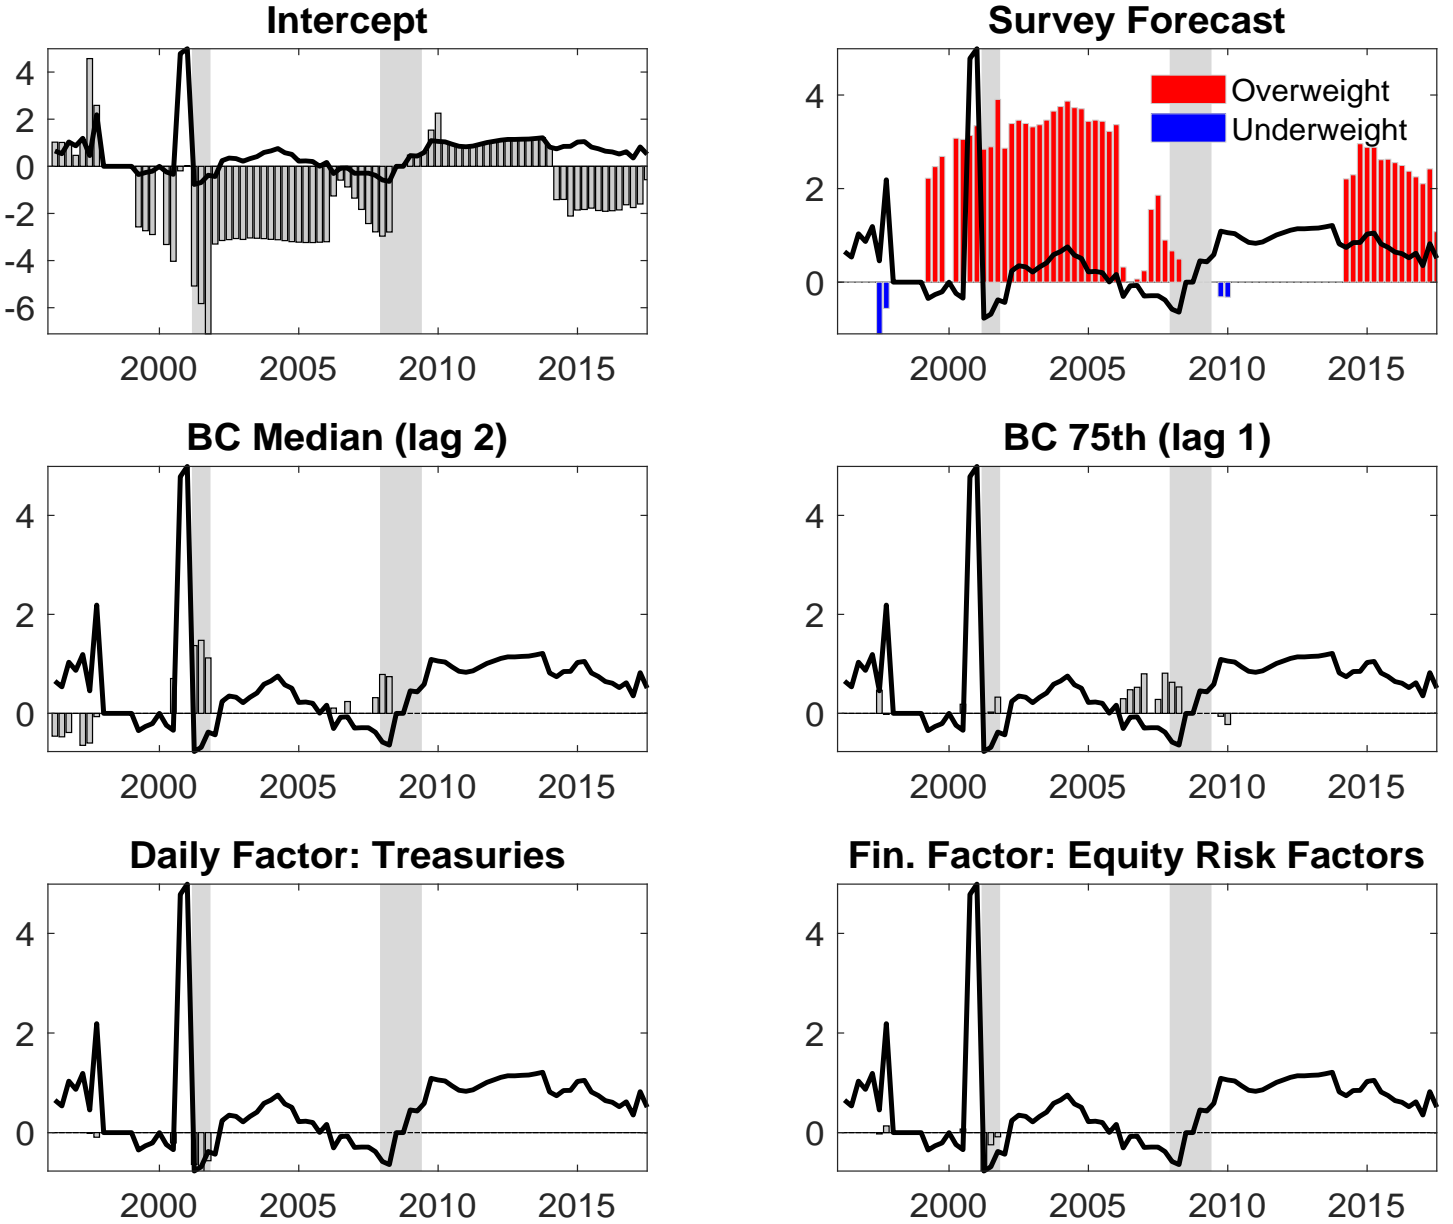 Intercept
4
2
0
-2
-4
-6
2000 2005 2010 2015
Survey Forecast
Overweight
Underweight
4
2
0
2000 2005 2010 2015
BC Median (lag 2)
4
2
0
2000 2005 2010 2015
BC 75th (lag 1)
4
2
0
2000 2005 2010 2015
Daily Factor: Treasuries
4
2
0
2000 2005 2010 2015
Fin. Factor: Equity Risk Factors
4
2
0
2000 2005 2010 2015